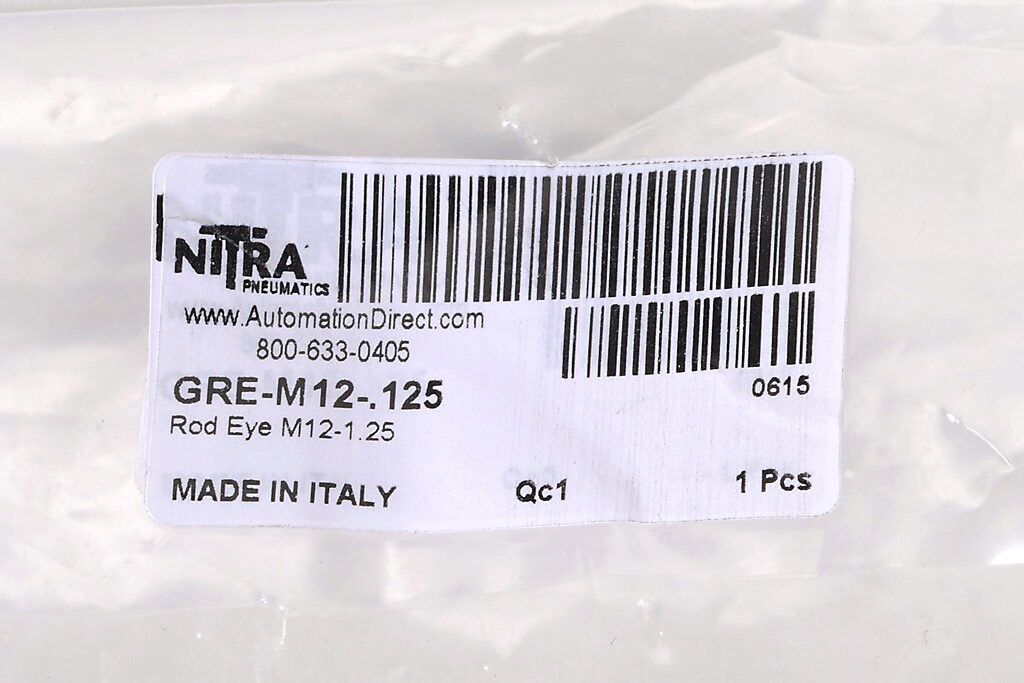 NITRA
PNEUMATICS
www.AutomationDirect.com
800-633-0405
GRE-M12-.125
0615
Rod Eye M12-1.25
MADE IN ITALY Qc1 1 Pcs